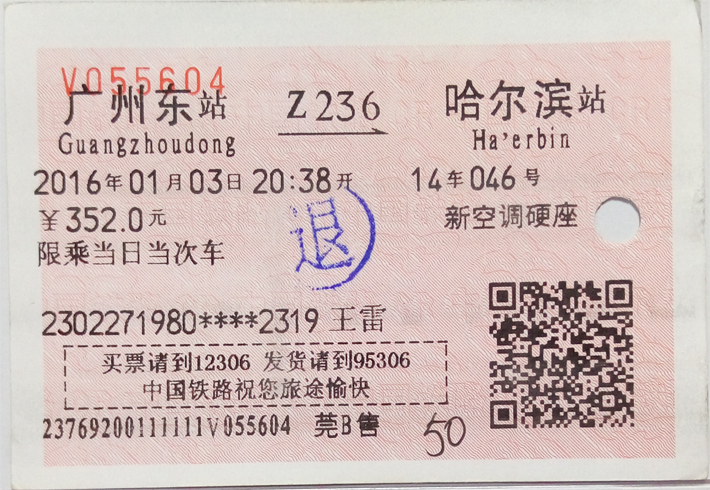 V055604
广州东站 Z236 哈尔滨站
Guangzhoudong Ha'erbin
2016年01月03日20:38开 14车046号
¥352.0元 新空调硬座
限乘当日当次车
退
2302271980****2319 王雷
买票请到12306 发货请到95306
中国铁路祝您旅途愉快
23769200111111V055604 莞B售
50